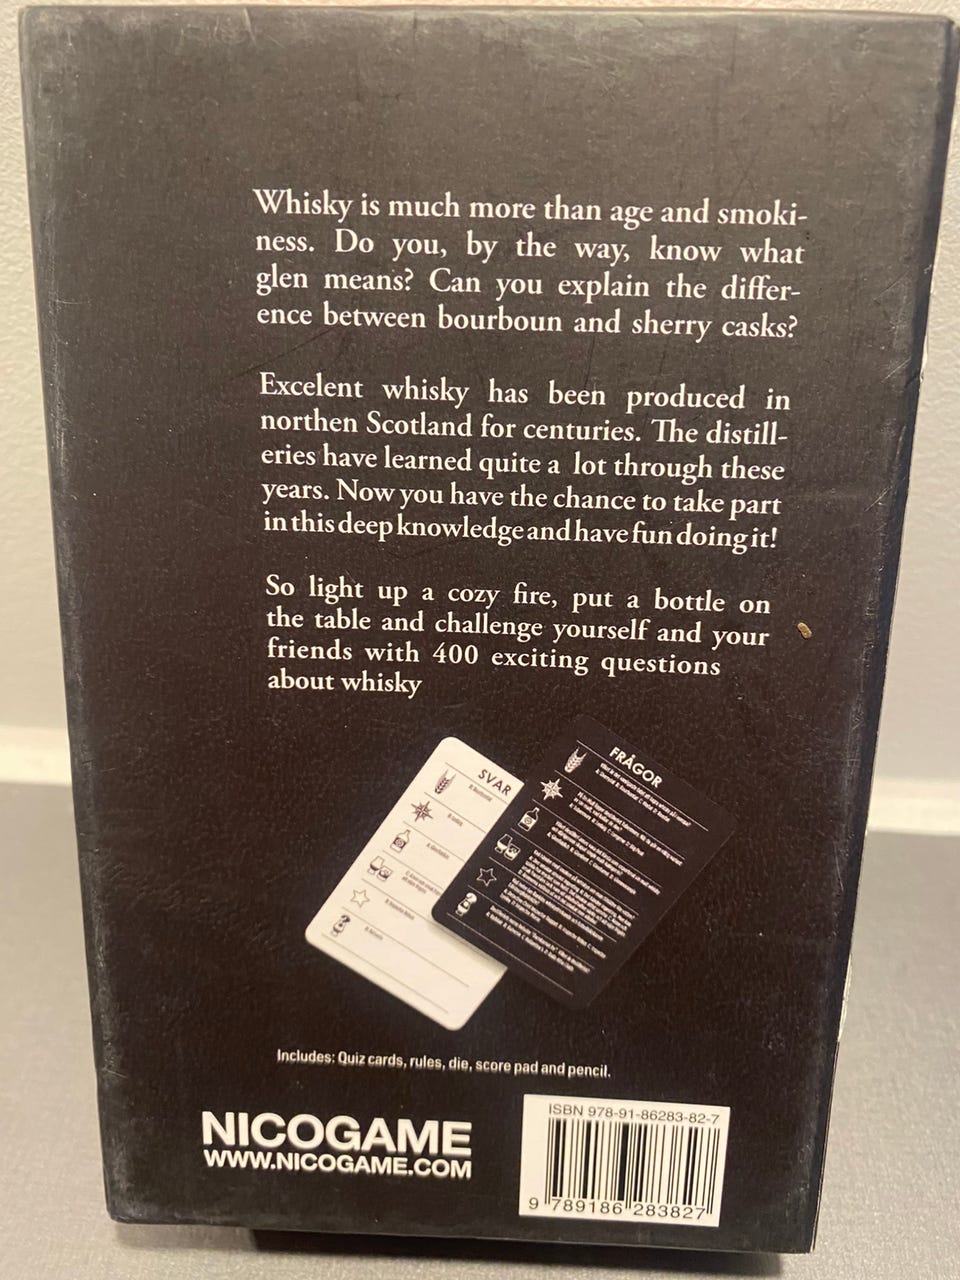 Whisky is much more than age and smoki-
ness. Do you, by the way, know what
glen means? Can you explain the differ-
ence between bourboun and sherry casks?
Excelent whisky has been produced in
northen Scotland for centuries. The distill-
eries have learned quite a lot through these
years. Now you have the chance to take part
in this deep knowledge and have fun doing it!
So light up a cozy fire, put a bottle on
the table and challenge yourself and your
friends with 400 exciting questions
about whisky
SVAR
FRÅGOR
Includes: Quiz cards, rules, die, score pad and pencil.
NICOGAME
WWW.NICOGAME.COM
ISBN 978-91-86283-82-7
9 789186 283827